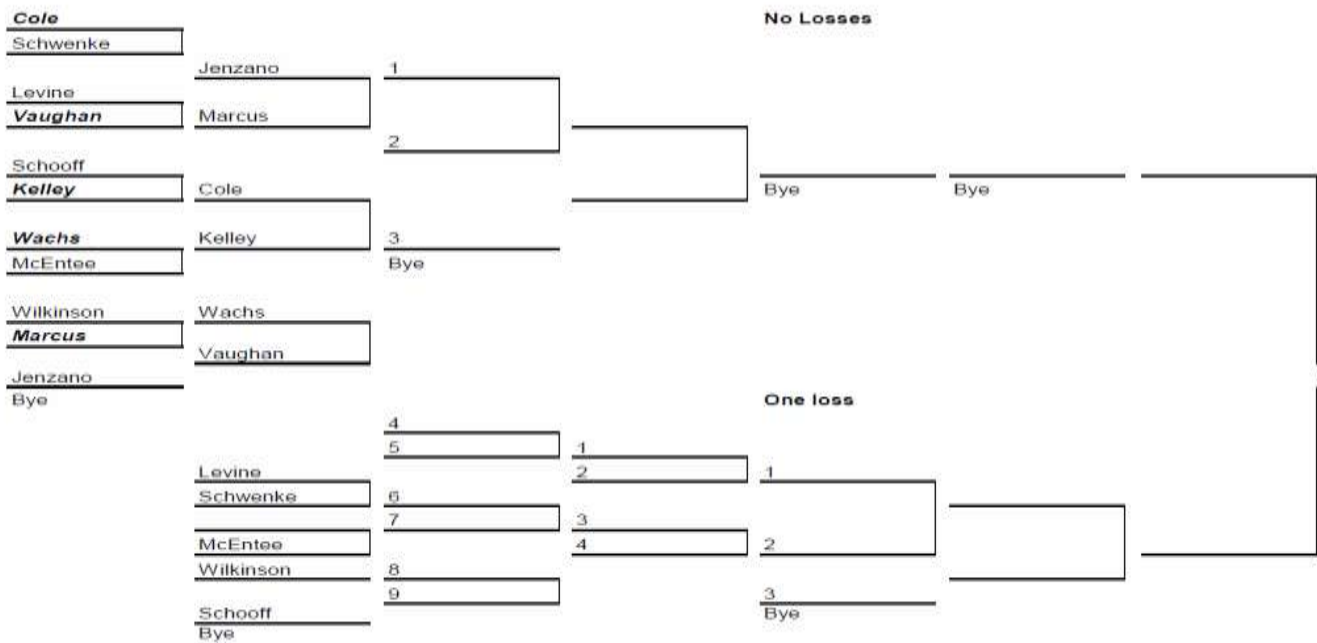 Cole
No Losses
Schwenke
Jenzano
1
Levine
Vaughan
Marcus
2
Schooff
Kelley
Cole
Bye
Bye
Wachs
Kelley
3
McEntee
Bye
Wilkinson
Wachs
Marcus
Vaughan
Jenzano
Bye
One loss
4
5
1
Levine
2
1
Schwenke
6
7
3
McEntee
4
2
Wilkinson
8
9
3
Schooff
Bye
Bye